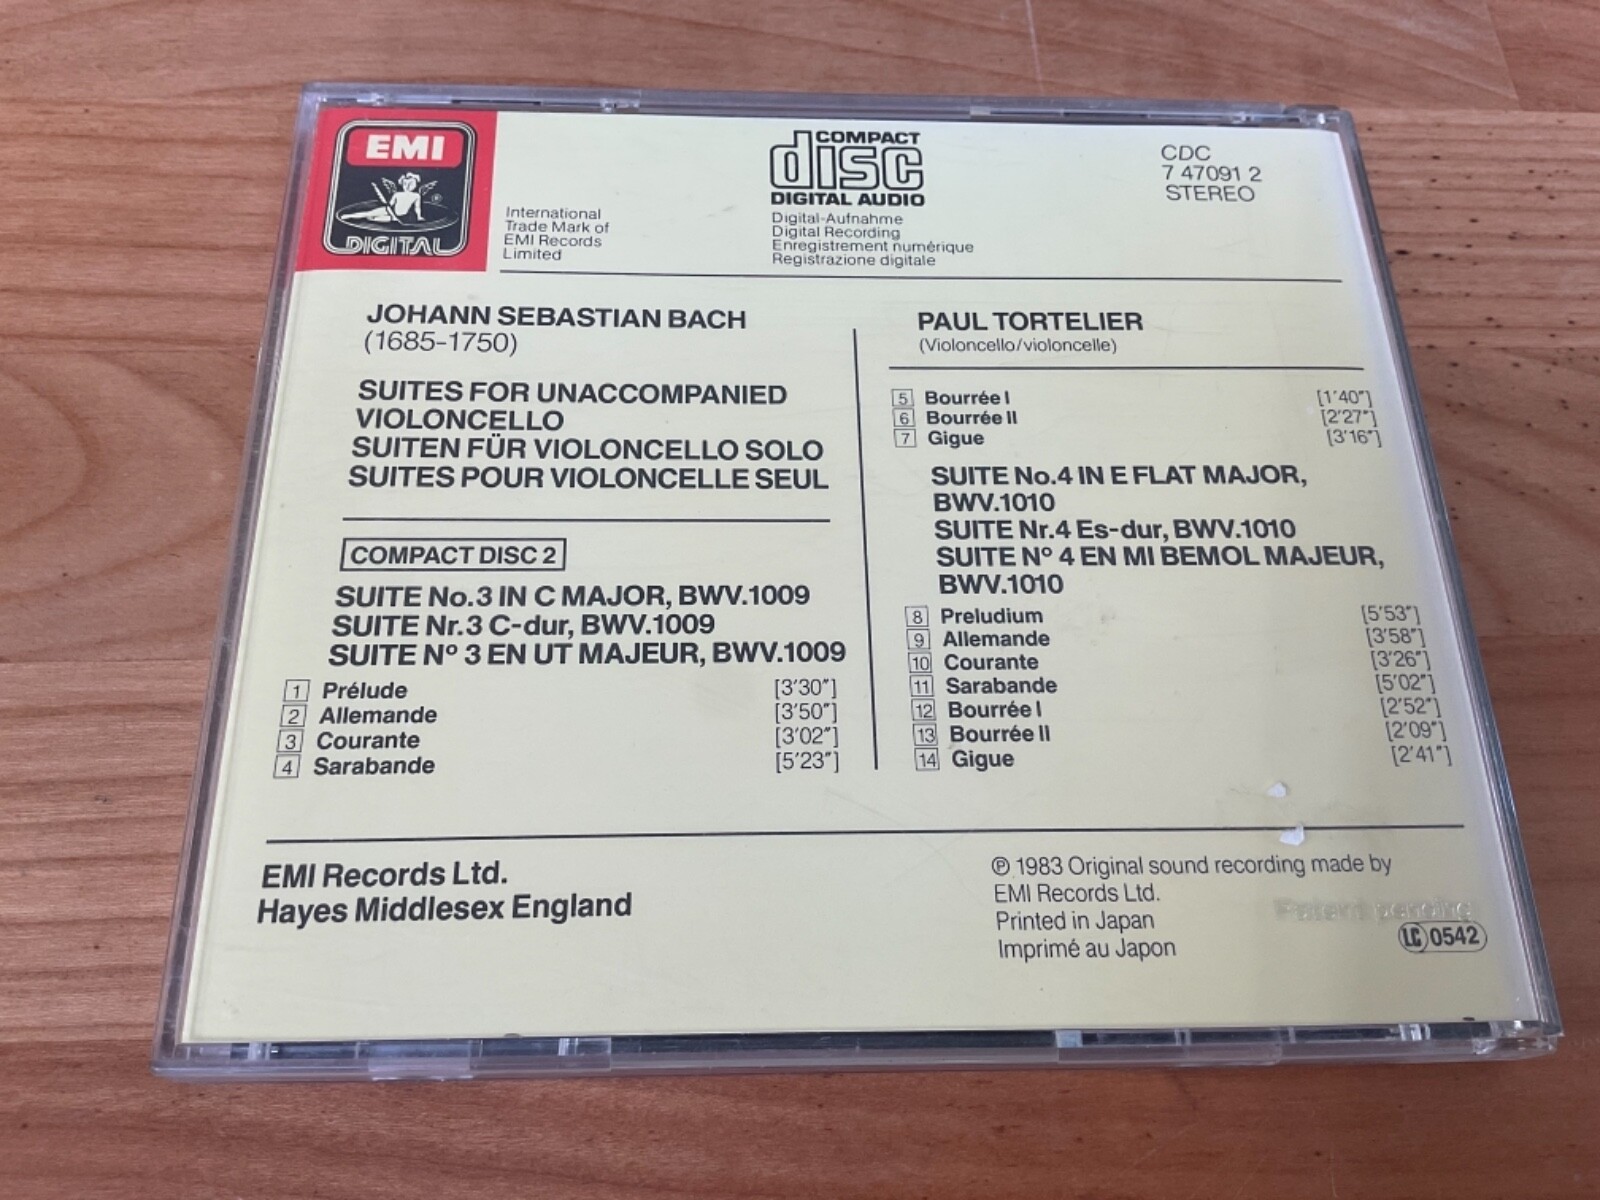 EMI
DIGITAL
International
Trade Mark of
EMI Records
Limited
COMPACT
disc
DIGITAL AUDIO
Digital-Aufnahme
Digital Recording
Enregistrement numérique
Registrazione digitale
CDC
7 47091 2
STEREO
JOHANN SEBASTIAN BACH
(1685-1750)
SUITES FOR UNACCOMPANIED
VIOLONCELLO
SUITEN FÜR VIOLONCELLO SOLO
SUITES POUR VIOLONCELLE SEUL
COMPACT DISC 2
SUITE No.3 IN C MAJOR, BWV.1009
SUITE Nr.3 C-dur, BWV.1009
SUITE Nº 3 EN UT MAJEUR, BWV.1009
1 Prélude [3'30"]
2 Allemande [3'50"]
3 Courante [3'02"]
4 Sarabande [5'23"]
PAUL TORTELIER
(Violoncello/violoncelle)
5 Bourrée I [1'40"]
6 Bourrée II [2'27"]
7 Gigue [3'16"]
SUITE No.4 IN E FLAT MAJOR,
BWV.1010
SUITE Nr.4 Es-dur, BWV.1010
SUITE Nº 4 EN MI BEMOL MAJEUR,
BWV.1010
8 Preludium [5'53"]
9 Allemande [3'58"]
10 Courante [3'26"]
11 Sarabande [5'02"]
12 Bourrée I [2'52"]
13 Bourrée II [2'09"]
14 Gigue [2'41"]
EMI Records Ltd.
Hayes Middlesex England
℗ 1983 Original sound recording made by
EMI Records Ltd.
Printed in Japan
Imprimé au Japon
Patent pending
LC 0542